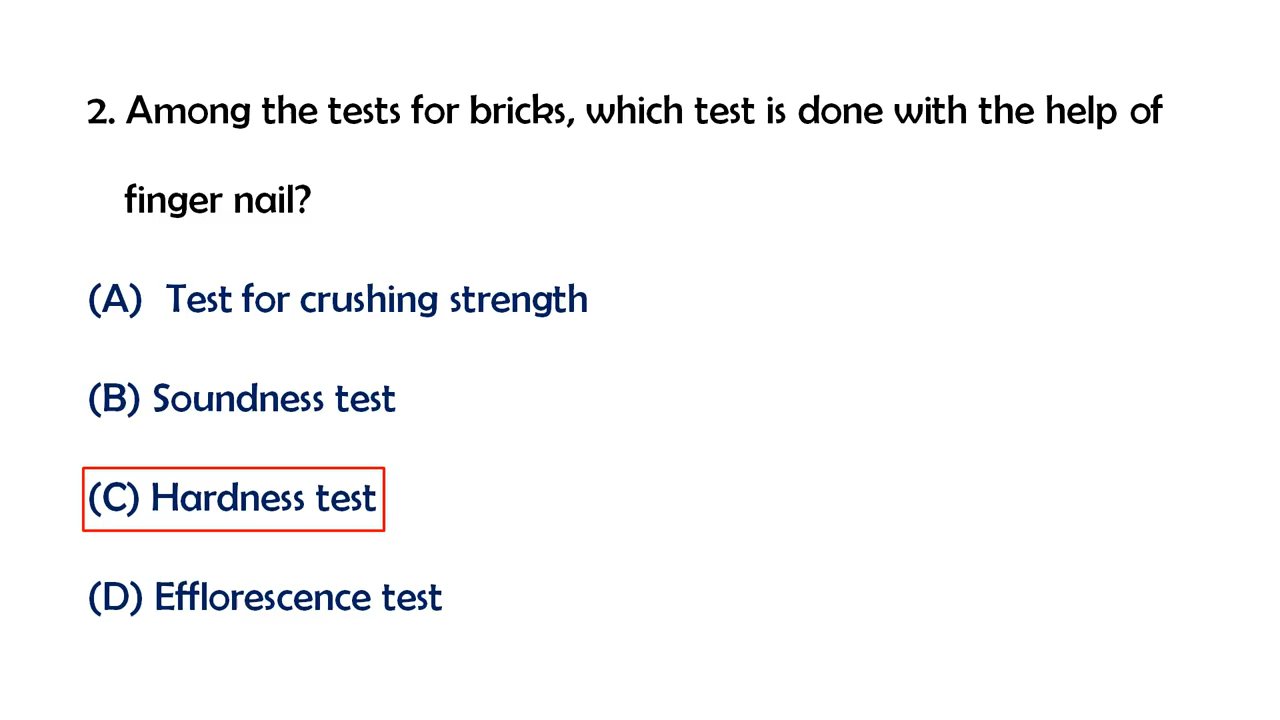 2. Among the tests for bricks, which test is done with the help of
finger nail?
(A) Test for crushing strength
(B) Soundness test
(C) Hardness test
(D) Efflorescence test